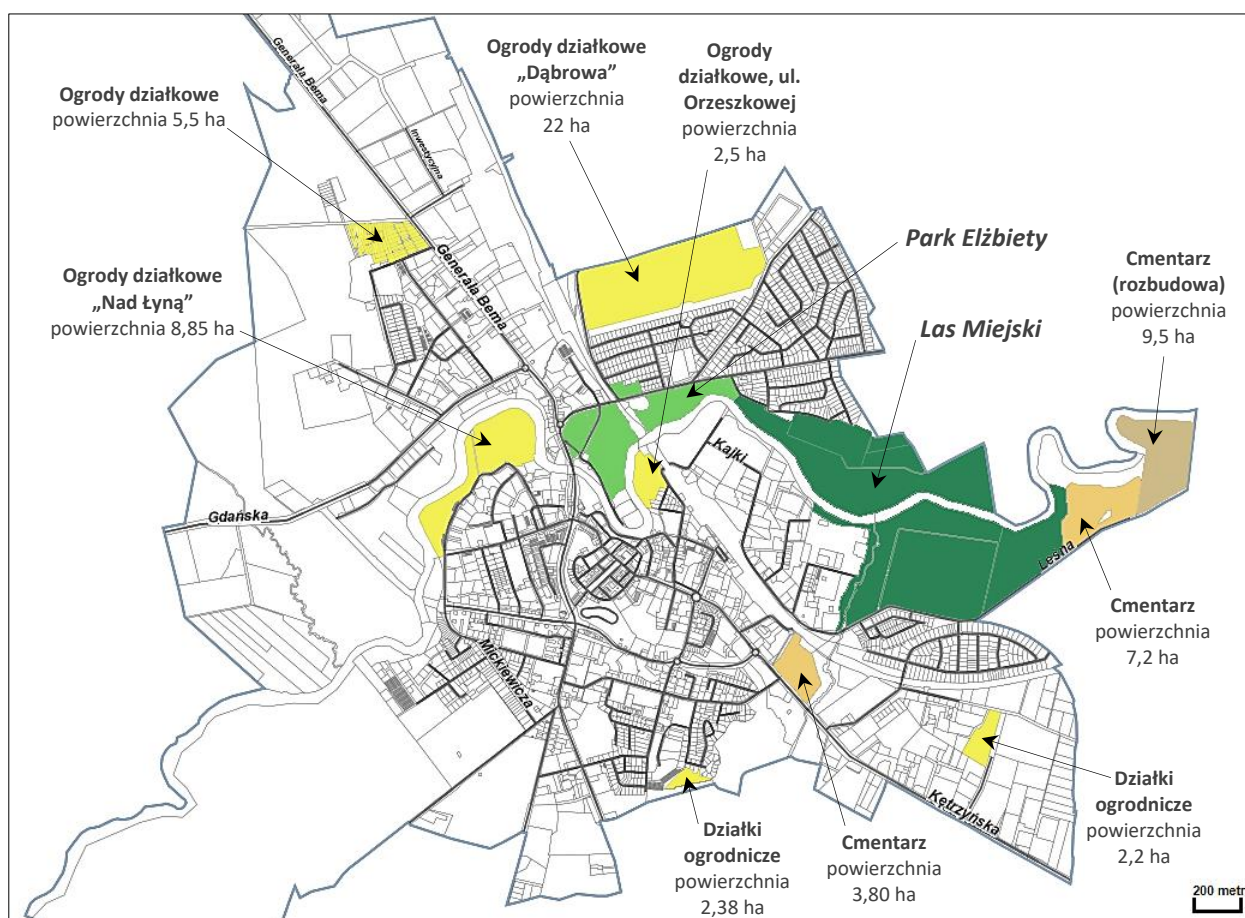 Ogrody działkowe
powierzchnia 5,5 ha
Ogrody działkowe
„Dąbrowa”
powierzchnia
22 ha
Ogrody
działkowe, ul.
Orzeszkowej
powierzchnia
2,5 ha
Generała Bema
Inwestycyjna
Generała Bema
Park Elżbiety
Las Miejski
Cmentarz
(rozbudowa)
powierzchnia
9,5 ha
Ogrody działkowe
„Nad Łyną”
powierzchnia 8,85 ha
Kajki
Gdańska
Leśna
Cmentarz
powierzchnia
7,2 ha
Mickiewicza
Kętrzyńska
Działki
ogrodnicze
powierzchnia
2,38 ha
Cmentarz
powierzchnia
3,80 ha
Działki
ogrodnicze
powierzchnia
2,2 ha
200 metr